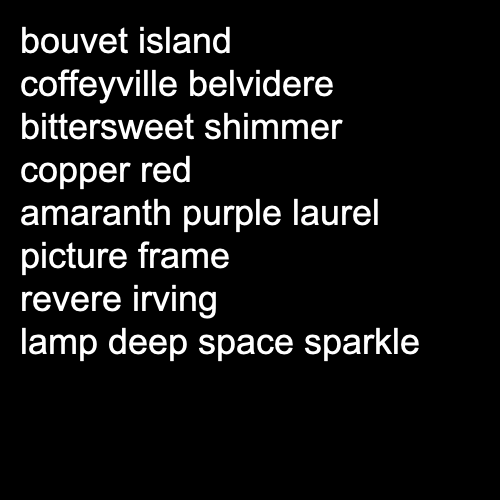 bouvet island
coffeyville belvidere
bittersweet shimmer
copper red
amaranth purple laurel
picture frame
revere irving
lamp deep space sparkle